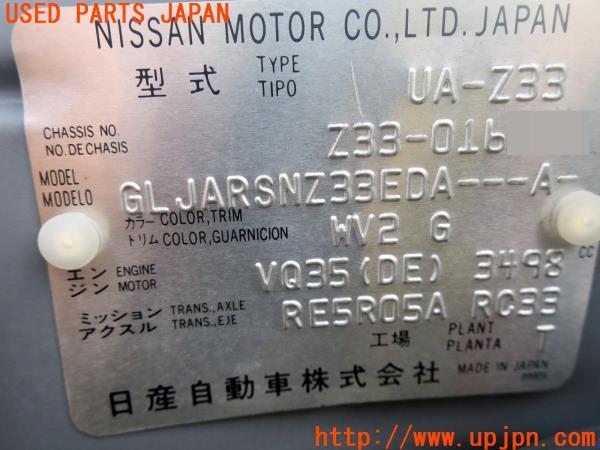 USED PARTS JAPAN
NISSAN MOTOR CO.,LTD. JAPAN
型式 TYPE TIPO UA-Z33
CHASSIS NO. NO.DE CHASIS Z33-016
MODEL MODELO GLJARSNZ33EDA---A-
カラー COLOR,TRIM
トリム COLOR,GUARNICION WV2 G
エンジン ENGINE MOTOR VQ35(DE) 3498 CC
ミッション TRANS.,AXLE
アクスル TRANS.,EJE RE5R05A RC33
工場 PLANT PLANTA T
日産自動車株式会社 MADE IN JAPAN
http://www.upjpn.com